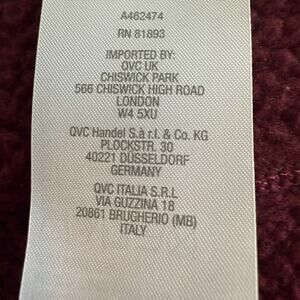 A462474
RN 81893
IMPORTED BY:
QVC UK
CHISWICK PARK
566 CHISWICK HIGH ROAD
LONDON
W4 5XU
QVC Handel S.à r.l. & Co. KG
PLOCKSTR. 30
40221 DÜSSELDORF
GERMANY
QVC ITALIA S.R.L
VIA GUZZINA 18
20861 BRUGHERIO (MB)
ITALY